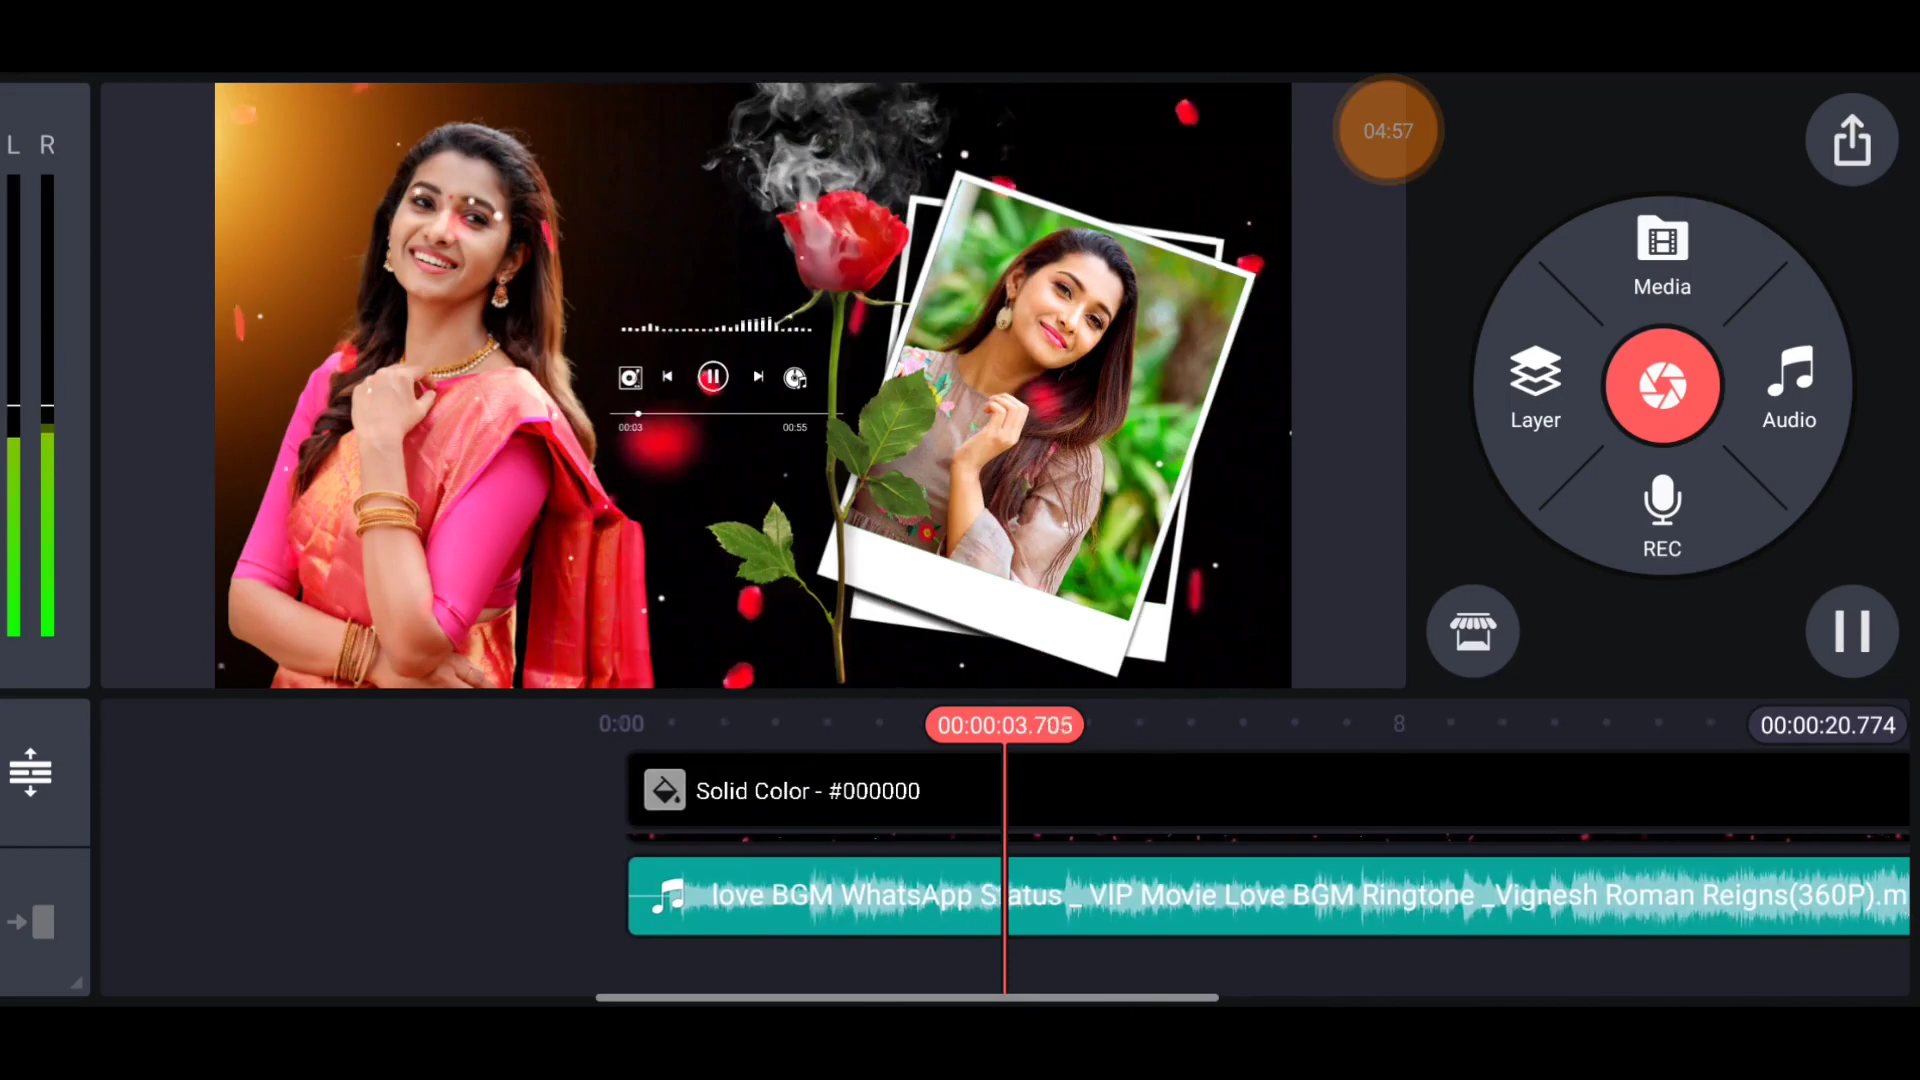 L R
04:57
Media
Layer
Audio
REC
00:03
00:55
0:00
00:00:03.705
8
00:00:20.774
Solid Color - #000000
love BGM WhatsApp Status _ VIP Movie Love BGM Ringtone _Vignesh Roman Reigns(360P).m